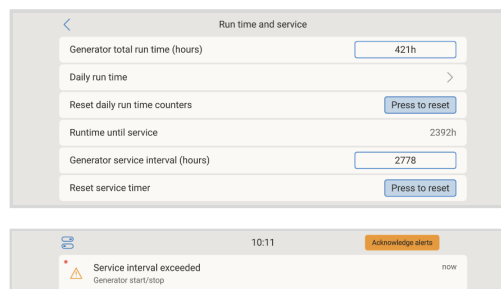 Run time and service
Generator total run time (hours) 421h
Daily run time
Reset daily run time counters Press to reset
Runtime until service 2392h
Generator service interval (hours) 2778
Reset service timer Press to reset
10:11 Acknowledge alerts
Service interval exceeded now
Generator start/stop